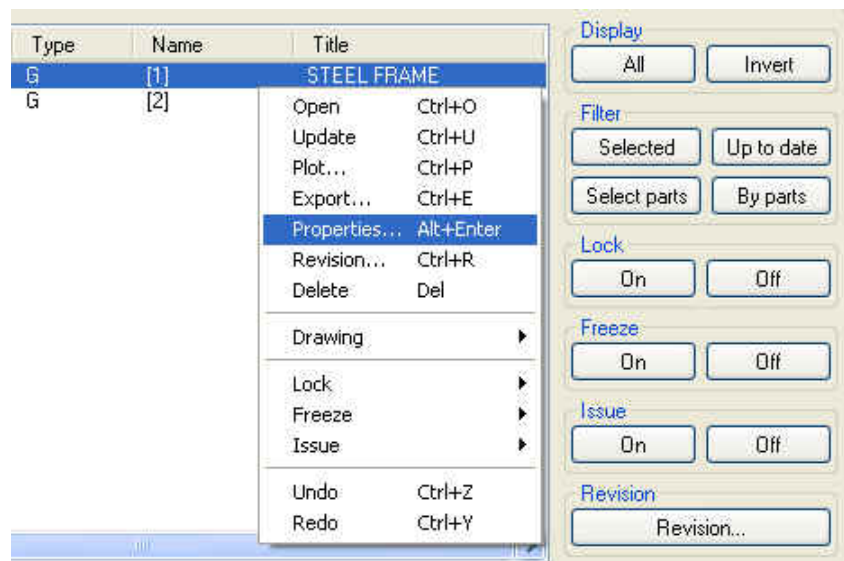 Type Name Title
G [1] STEEL FRAME
G [2]
Open Ctrl+O
Update Ctrl+U
Plot... Ctrl+P
Export... Ctrl+E
Properties... Alt+Enter
Revision... Ctrl+R
Delete Del
Drawing
Lock
Freeze
Issue
Undo Ctrl+Z
Redo Ctrl+Y
Display
All Invert
Filter
Selected Up to date
Select parts By parts
Lock
On Off
Freeze
On Off
Issue
On Off
Revision
Revision...